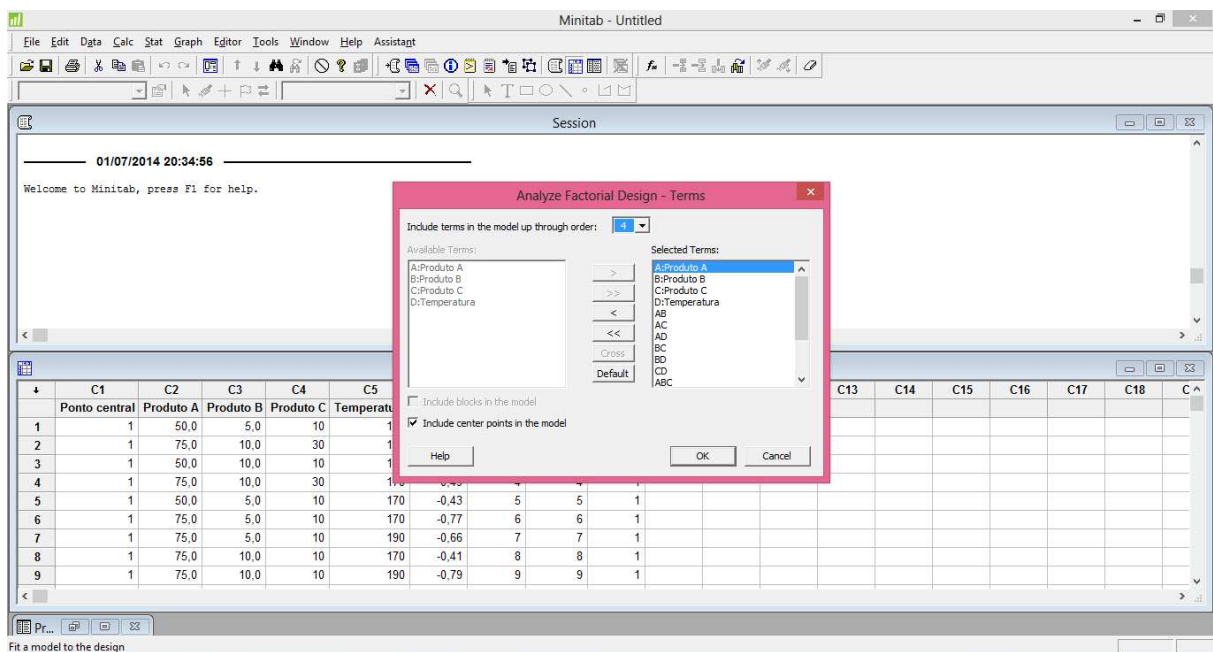 Minitab - Untitled
File Edit Data Calc Stat Graph Editor Tools Window Help Assistant
Session
01/07/2014 20:34:56
Welcome to Minitab, press F1 for help.
Analyze Factorial Design - Terms
Include terms in the model up through order: 4
Available Terms: Selected Terms:
A:Produto A > A:Produto A
B:Produto B B:Produto B
C:Produto C >> C:Produto C
D:Temperatura D:Temperatura
< AB
AC
<< AD
BC
Cross BD
CD
Default ABC
Include blocks in the model
Include center points in the model
Help OK Cancel
C1 C2 C3 C4 C5 C13 C14 C15 C16 C17 C18 C
Ponto central Produto A Produto B Produto C Temperatu
1 1 50,0 5,0 10 1
2 1 75,0 10,0 30 1
3 1 50,0 10,0 10 1
4 1 75,0 10,0 30
5 1 50,0 5,0 10 170 -0,43 5 5 1
6 1 75,0 5,0 10 170 -0,77 6 6 1
7 1 75,0 5,0 10 190 -0,66 7 7 1
8 1 75,0 10,0 10 170 -0,41 8 8 1
9 1 75,0 10,0 10 190 -0,79 9 9 1
Pr...
Fit a model to the design